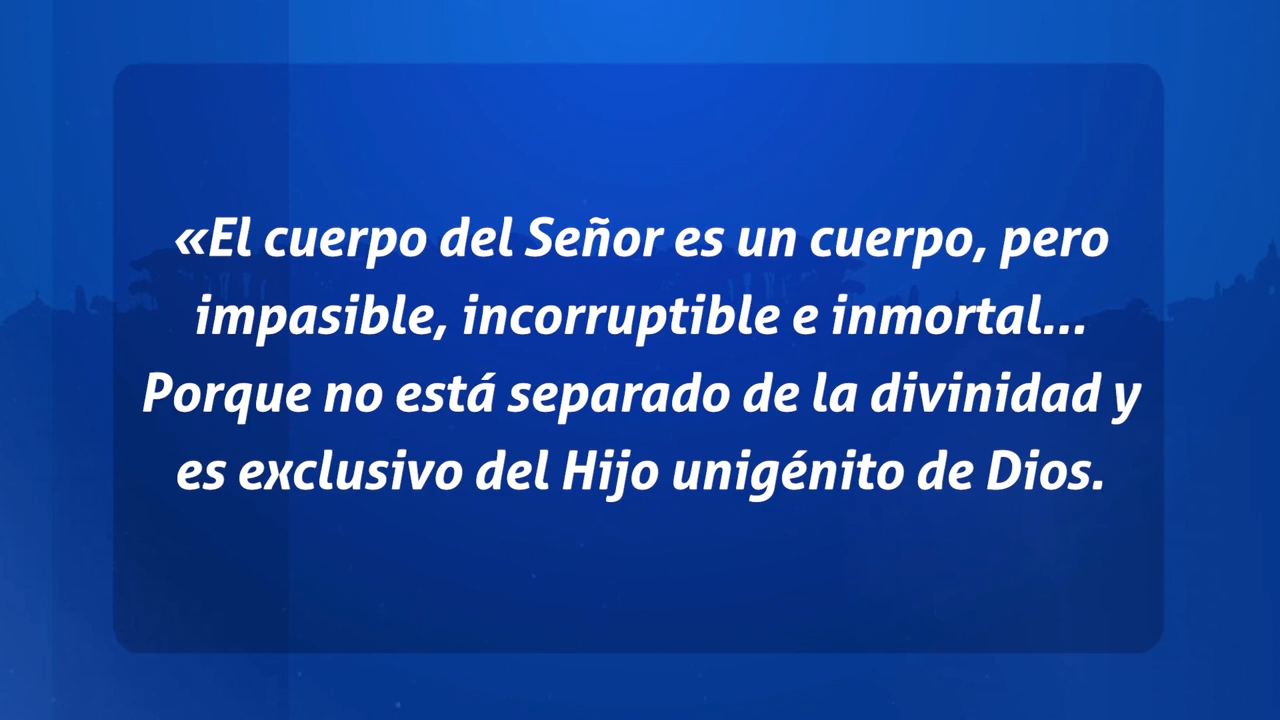 «El cuerpo del Señor es un cuerpo, pero
impasible, incorruptible e inmortal...
Porque no está separado de la divinidad y
es exclusivo del Hijo unigénito de Dios.